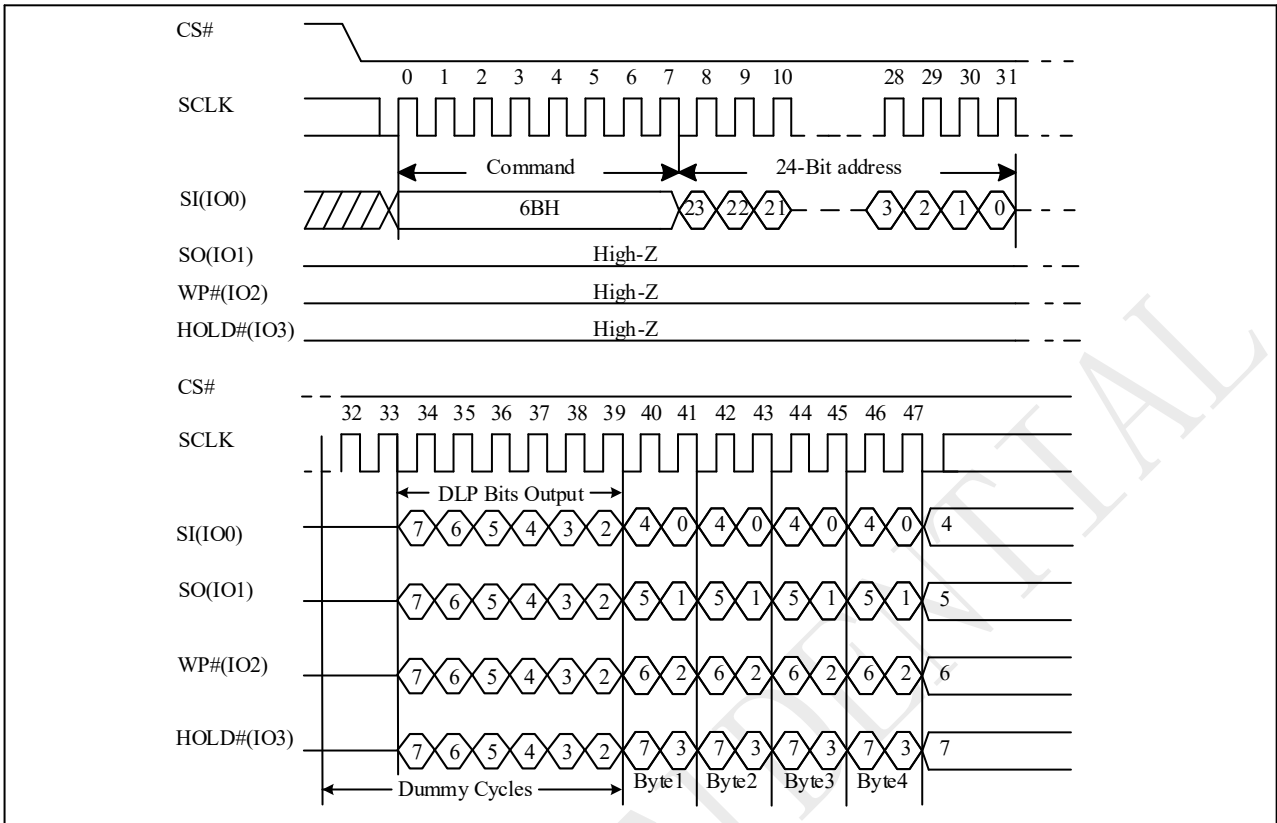 CS#
0 1 2 3 4 5 6 7 8 9 10 28 29 30 31
SCLK
Command 24-Bit address
SI(IO0) 6BH 23 22 21 3 2 1 0
SO(IO1) High-Z
WP#(IO2) High-Z
HOLD#(IO3) High-Z
CS#
32 33 34 35 36 37 38 39 40 41 42 43 44 45 46 47
SCLK
DLP Bits Output
SI(IO0) 7 6 5 4 3 2 4 0 4 0 4 0 4 0 4
SO(IO1) 7 6 5 4 3 2 5 1 5 1 5 1 5 1 5
WP#(IO2) 7 6 5 4 3 2 6 2 6 2 6 2 6 2 6
HOLD#(IO3) 7 6 5 4 3 2 7 3 7 3 7 3 7 3 7
Dummy Cycles Byte1 Byte2 Byte3 Byte4
IDENTIAL